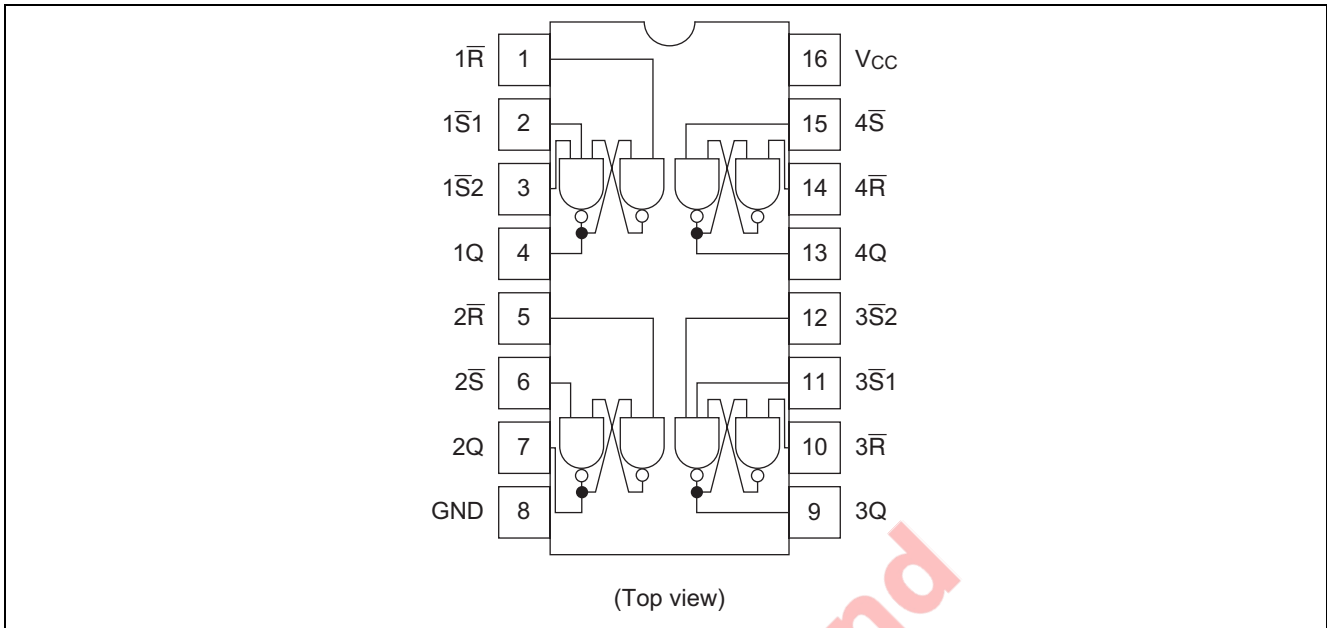 1R̅ 1 16 VCC
1S̅1 2 15 4S̅
1S̅2 3 14 4R̅
1Q 4 13 4Q
2R̅ 5 12 3S̅2
2S̅ 6 11 3S̅1
2Q 7 10 3R̅
GND 8 9 3Q
(Top view)
nd